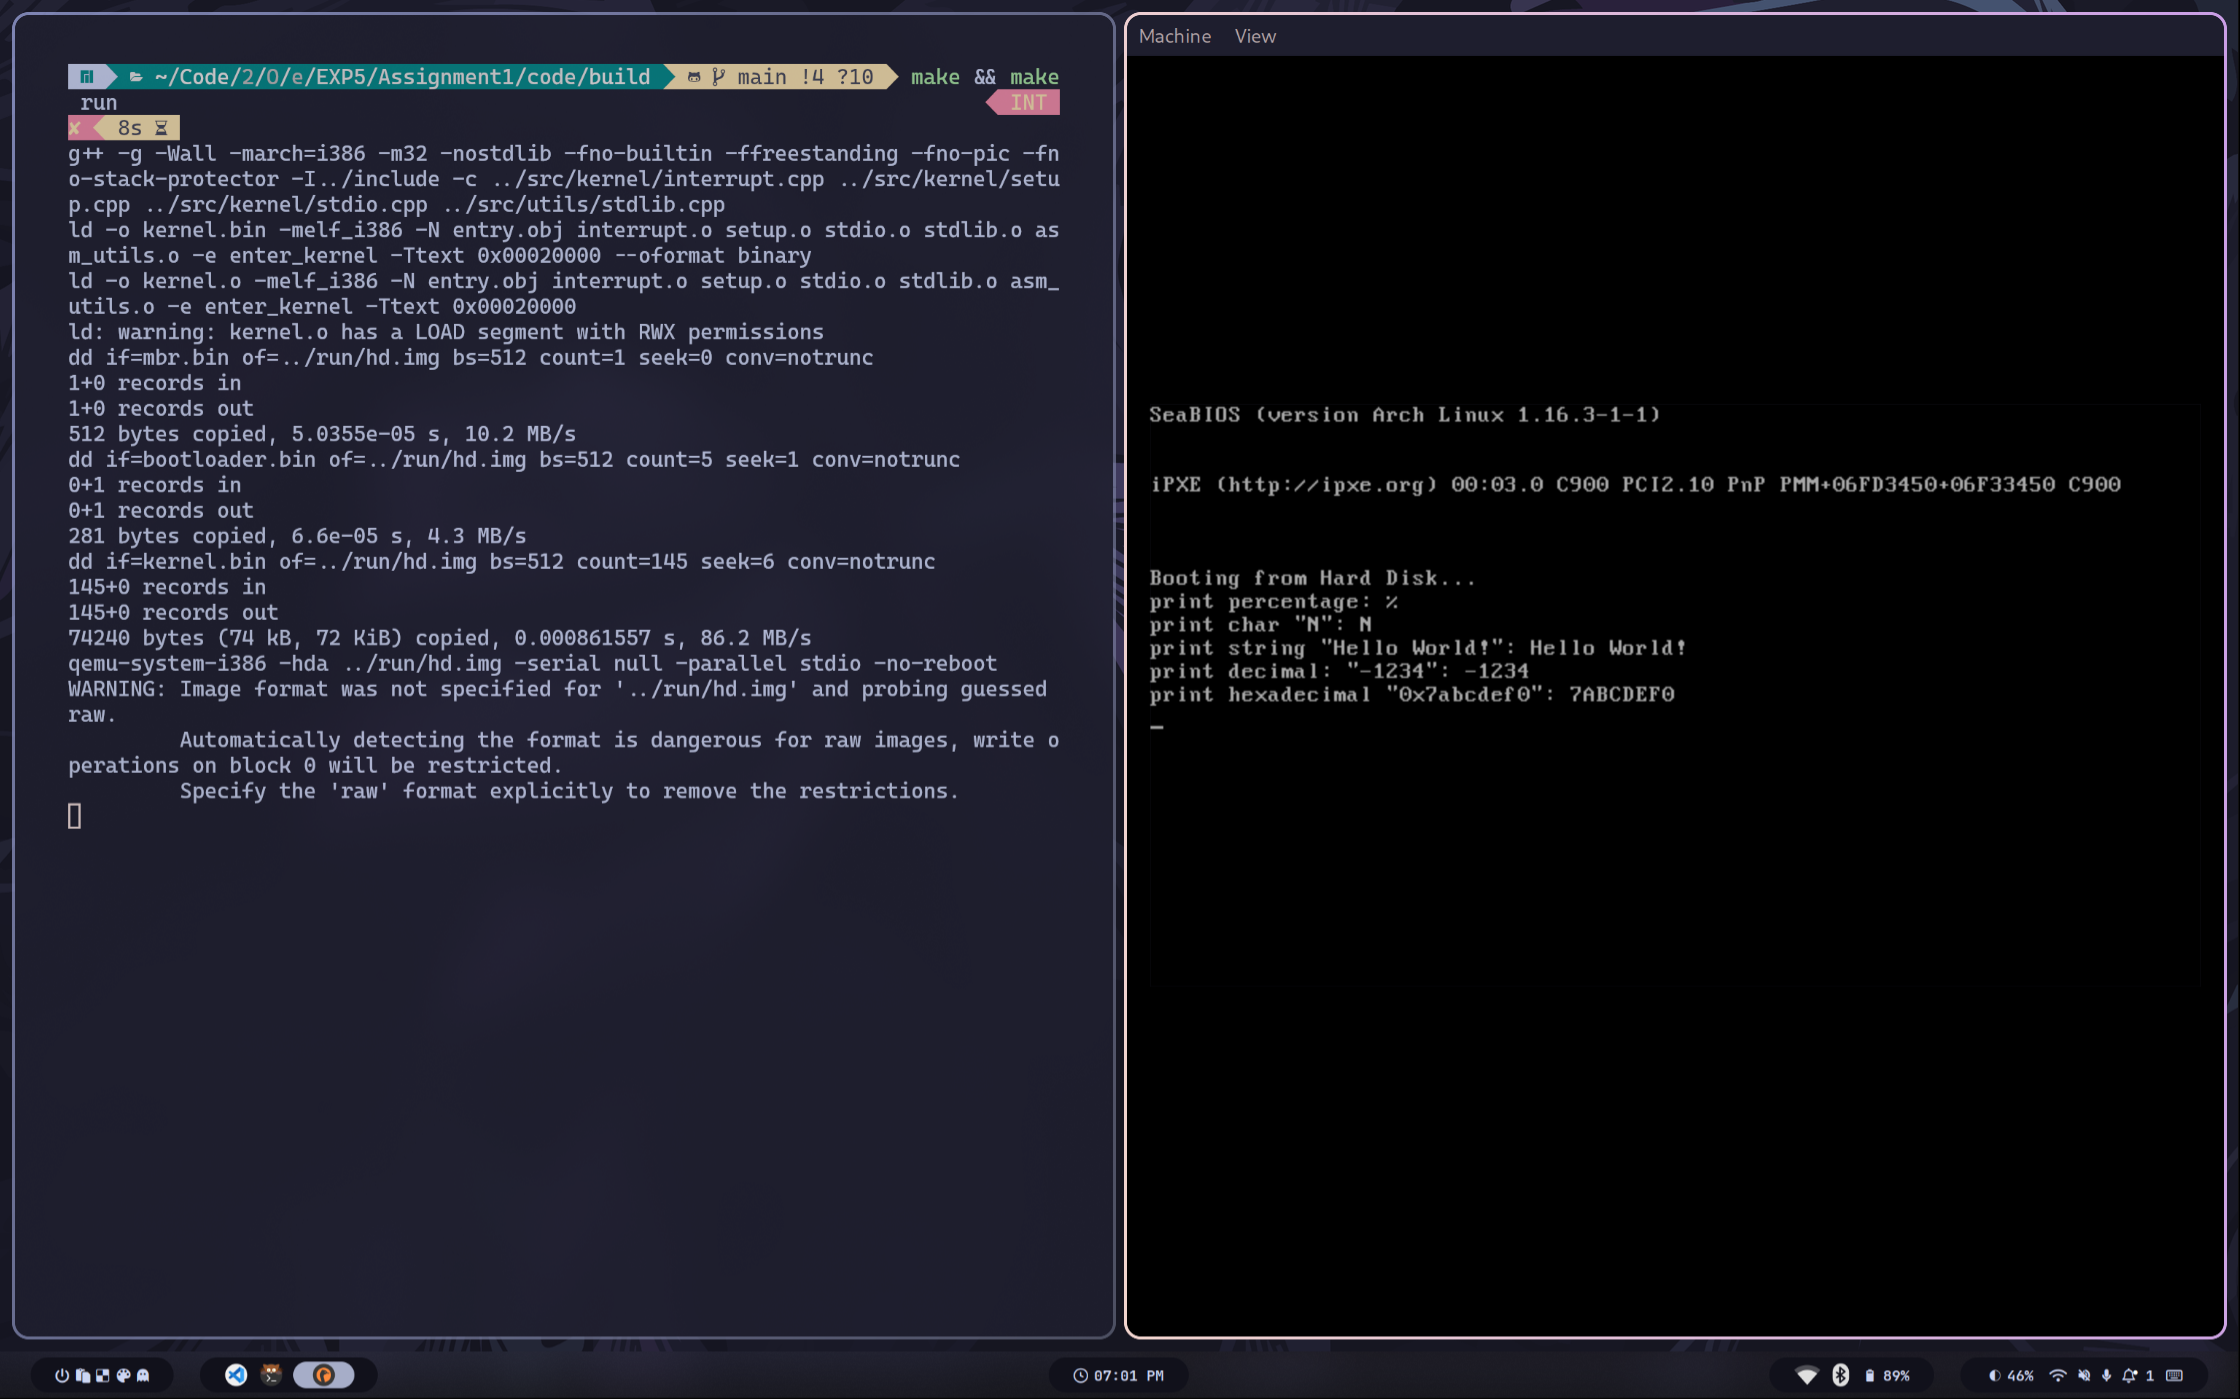 ~/Code/2/O/e/EXP5/Assignment1/code/build main !4 ?10 make && make
run INT
✘ 8s
g++ -g -Wall -march=i386 -m32 -nostdlib -fno-builtin -ffreestanding -fno-pic -fn
o-stack-protector -I../include -c ../src/kernel/interrupt.cpp ../src/kernel/setu
p.cpp ../src/kernel/stdio.cpp ../src/utils/stdlib.cpp
ld -o kernel.bin -melf_i386 -N entry.obj interrupt.o setup.o stdio.o stdlib.o as
m_utils.o -e enter_kernel -Ttext 0x00020000 --oformat binary
ld -o kernel.o -melf_i386 -N entry.obj interrupt.o setup.o stdio.o stdlib.o asm_
utils.o -e enter_kernel -Ttext 0x00020000
ld: warning: kernel.o has a LOAD segment with RWX permissions
dd if=mbr.bin of=../run/hd.img bs=512 count=1 seek=0 conv=notrunc
1+0 records in
1+0 records out
512 bytes copied, 5.0355e-05 s, 10.2 MB/s
dd if=bootloader.bin of=../run/hd.img bs=512 count=5 seek=1 conv=notrunc
0+1 records in
0+1 records out
281 bytes copied, 6.6e-05 s, 4.3 MB/s
dd if=kernel.bin of=../run/hd.img bs=512 count=145 seek=6 conv=notrunc
145+0 records in
145+0 records out
74240 bytes (74 kB, 72 KiB) copied, 0.000861557 s, 86.2 MB/s
qemu-system-i386 -hda ../run/hd.img -serial null -parallel stdio -no-reboot
WARNING: Image format was not specified for '../run/hd.img' and probing guessed
raw.
Automatically detecting the format is dangerous for raw images, write o
perations on block 0 will be restricted.
Specify the 'raw' format explicitly to remove the restrictions.
Machine View
SeaBIOS (version Arch Linux 1.16.3-1-1)
iPXE (http://ipxe.org) 00:03.0 C900 PCI2.10 PnP PMM+06FD3450+06F33450 C900
Booting from Hard Disk...
print percentage: %
print char "N": N
print string "Hello World!": Hello World!
print decimal: "-1234": -1234
print hexadecimal "0x7abcdef0": 7ABCDEF0
_
07:01 PM
89%
46%
1